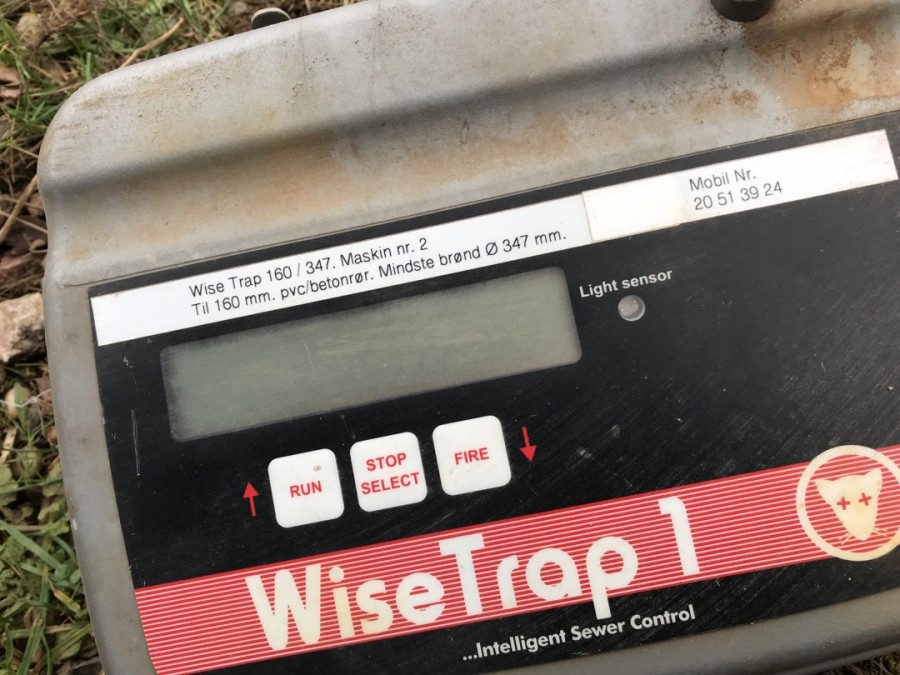 Wise Trap 160 / 347. Maskin nr. 2
Til 160 mm. pvc/betonrør. Mindste brønd Ø 347 mm.
Mobil Nr.
20 51 39 24
Light sensor
RUN
STOP
SELECT
FIRE
WiseTrap 1
...Intelligent Sewer Control